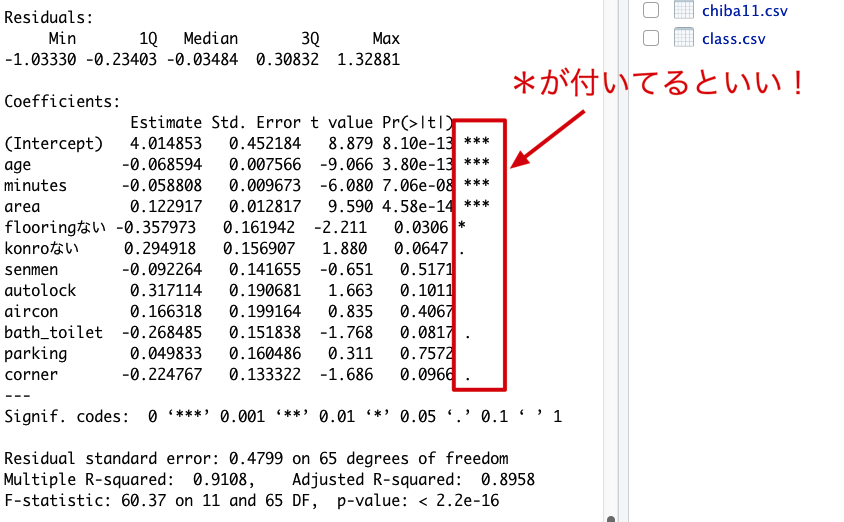 Residuals:
Min 1Q Median 3Q Max
-1.03330 -0.23403 -0.03484 0.30832 1.32881
Coefficients:
Estimate Std. Error t value Pr(>|t|)
(Intercept) 4.014853 0.452184 8.879 8.10e-13 ***
age -0.068594 0.007566 -9.066 3.80e-13 ***
minutes -0.058808 0.009673 -6.080 7.06e-08 ***
area 0.122917 0.012817 9.590 4.58e-14 ***
flooringない -0.357973 0.161942 -2.211 0.0306 *
konroない 0.294918 0.156907 1.880 0.0647 .
senmen -0.092264 0.141655 -0.651 0.5171
autolock 0.317114 0.190681 1.663 0.1011
aircon 0.166318 0.199164 0.835 0.4067
bath_toilet -0.268485 0.151838 -1.768 0.0817 .
parking 0.049833 0.160486 0.311 0.7572
corner -0.224767 0.133322 -1.686 0.0966 .
---
Signif. codes: 0 ‘***’ 0.001 ‘**’ 0.01 ‘*’ 0.05 ‘.’ 0.1 ‘ ’ 1
Residual standard error: 0.4799 on 65 degrees of freedom
Multiple R-squared: 0.9108, Adjusted R-squared: 0.8958
F-statistic: 60.37 on 11 and 65 DF, p-value: < 2.2e-16
＊が付いてるといい！
chiba11.csv
class.csv